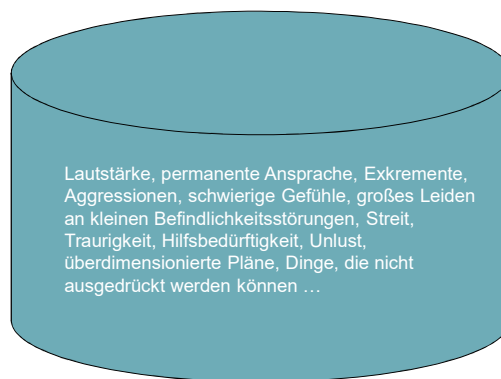 Lautstärke, permanente Ansprache, Exkremente,
Aggressionen, schwierige Gefühle, großes Leiden
an kleinen Befindlichkeitsstörungen, Streit,
Traurigkeit, Hilfsbedürftigkeit, Unlust,
überdimensionierte Pläne, Dinge, die nicht
ausgedrückt werden können …